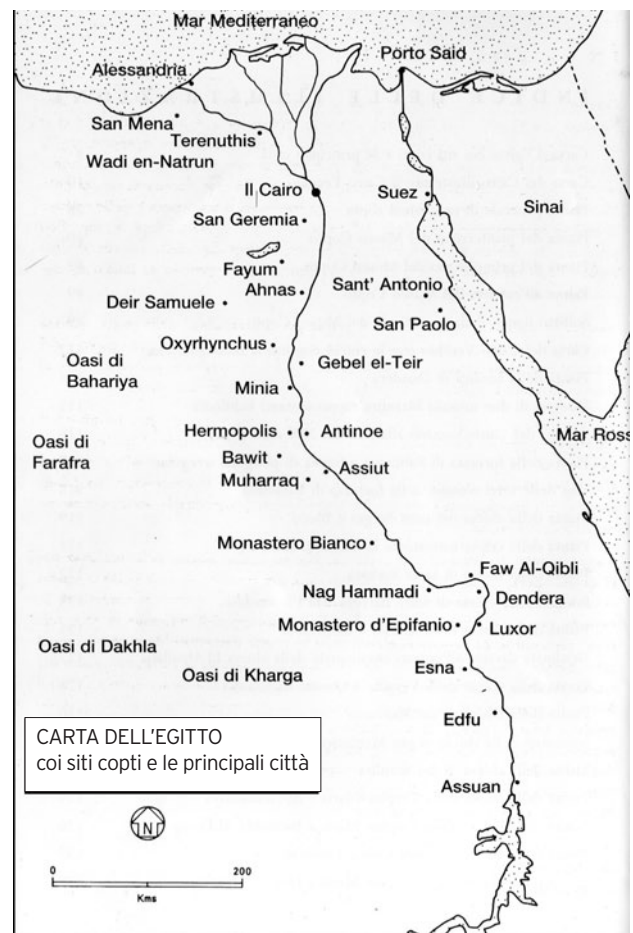 Mar Mediterraneo
Porto Said
Alessandria
San Mena
Terenuthis
Wadi en-Natrun
Il Cairo
Suez
Sinai
San Geremia
Fayum
Ahnas
Sant' Antonio
Deir Samuele
San Paolo
Oxyrhynchus
Gebel el-Teir
Oasi di
Bahariya
Minia
Hermopolis
Antinoe
Mar Ross
Oasi di
Farafra
Bawit
Assiut
Muharraq
Monastero Bianco
Faw Al-Qibli
Nag Hammadi
Dendera
Monastero d'Epifanio
Luxor
Oasi di Dakhla
Oasi di Kharga
Esna
Edfu
CARTA DELL'EGITTO
coi siti copti e le principali città
Assuan
N
0
200
Kms